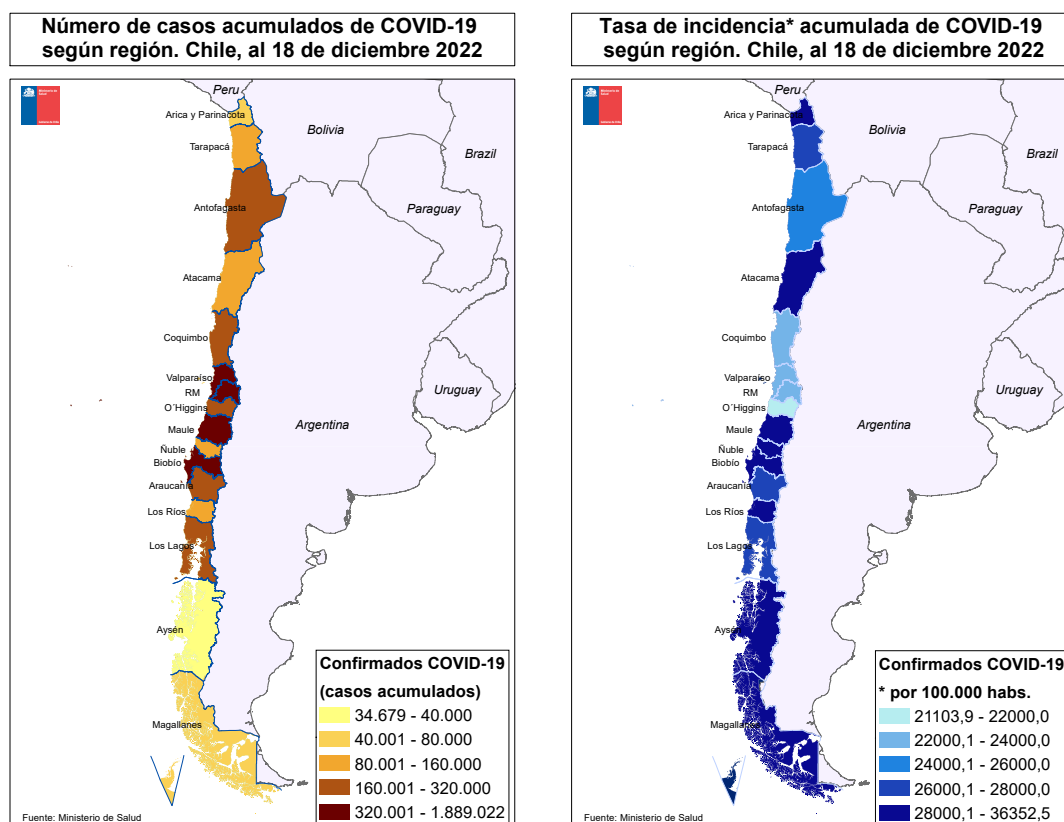 Número de casos acumulados de COVID-19
según región. Chile, al 18 de diciembre 2022
Peru
Arica y Parinacota
Bolivia
Tarapacá
Brazil
Antofagasta
Paraguay
Atacama
Coquimbo
Valparaíso
Uruguay
RM
O´Higgins
Argentina
Maule
Ñuble
Biobío
Araucanía
Los Ríos
Los Lagos
Aysén
Magallanes
Confirmados COVID-19
(casos acumulados)
34.679 - 40.000
40.001 - 80.000
80.001 - 160.000
160.001 - 320.000
320.001 - 1.889.022
Fuente: Ministerio de Salud
Tasa de incidencia* acumulada de COVID-19
según región. Chile, al 18 de diciembre 2022
Peru
Arica y Parinacota
Bolivia
Tarapacá
Brazil
Antofagasta
Paraguay
Atacama
Coquimbo
Valparaíso
Uruguay
RM
O´Higgins
Argentina
Maule
Ñuble
Biobío
Araucanía
Los Ríos
Los Lagos
Aysén
Magallanes
Confirmados COVID-19
* por 100.000 habs.
21103,9 - 22000,0
22000,1 - 24000,0
24000,1 - 26000,0
26000,1 - 28000,0
28000,1 - 36352,5
Fuente: Ministerio de Salud